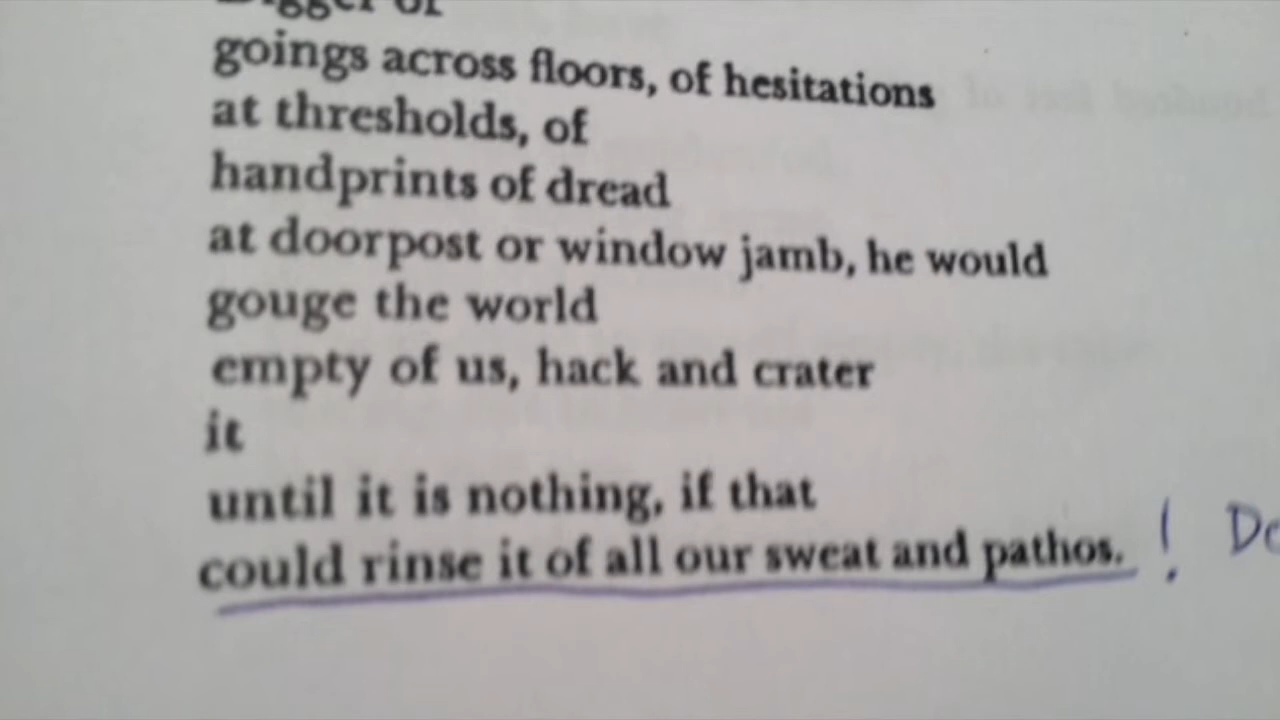 goings across floors, of hesitations
at thresholds, of
handprints of dread
at doorpost or window jamb, he would
gouge the world
empty of us, hack and crater
it
until it is nothing, if that
could rinse it of all our sweat and pathos. !